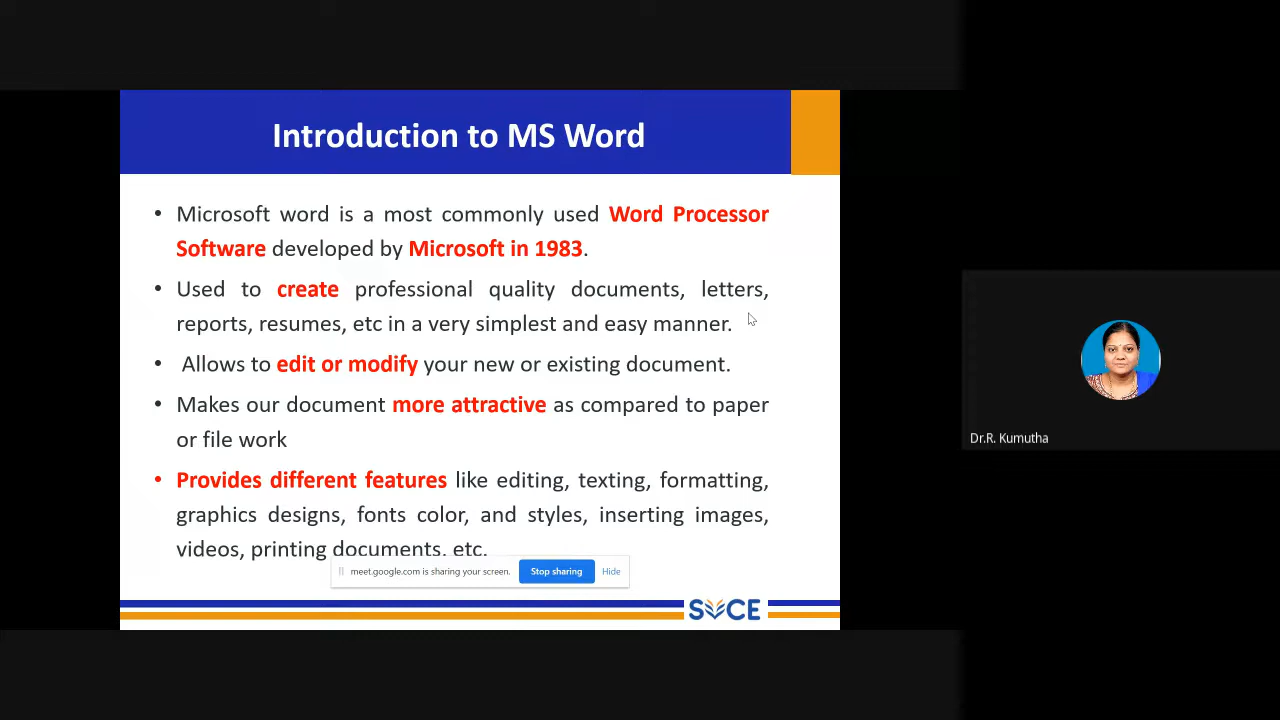 Introduction to MS Word
• Microsoft word is a most commonly used Word Processor
Software developed by Microsoft in 1983.
• Used to create professional quality documents, letters,
reports, resumes, etc in a very simplest and easy manner.
• Allows to edit or modify your new or existing document.
• Makes our document more attractive as compared to paper
or file work
• Provides different features like editing, texting, formatting,
graphics designs, fonts color, and styles, inserting images,
videos, printing documents, etc.
meet.google.com is sharing your screen. Stop sharing Hide
SVCE
Dr.R. Kumutha